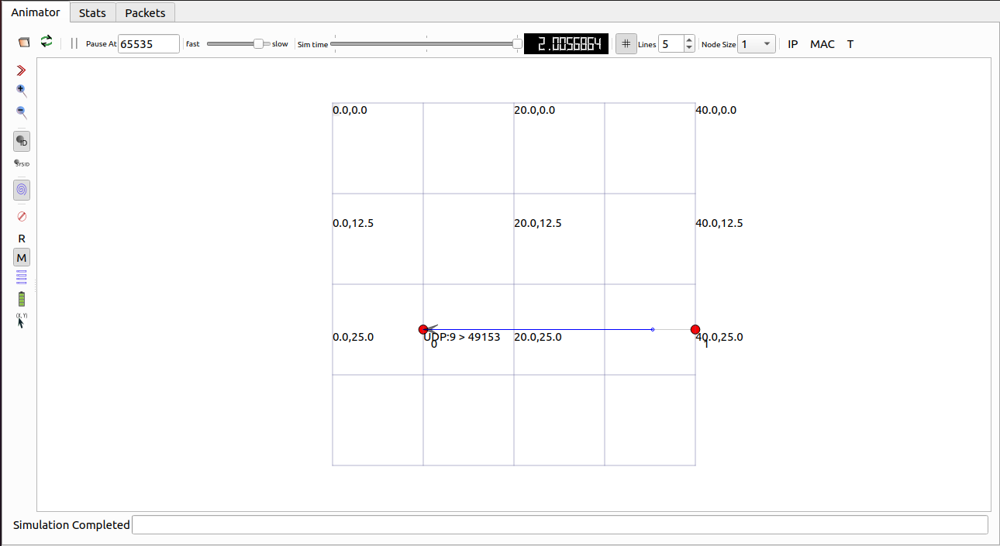 Animator Stats Packets
Pause At 65535 fast slow Sim time 2.0056864 # Lines 5 Node Size 1 IP MAC T
ID
SYSID
R
M
(X, Y)
0.0,0.0 20.0,0.0 40.0,0.0
0.0,12.5 20.0,12.5 40.0,12.5
0.0,25.0 UDP:9 > 49153 20.0,25.0 40.0,25.0
0 1
Simulation Completed